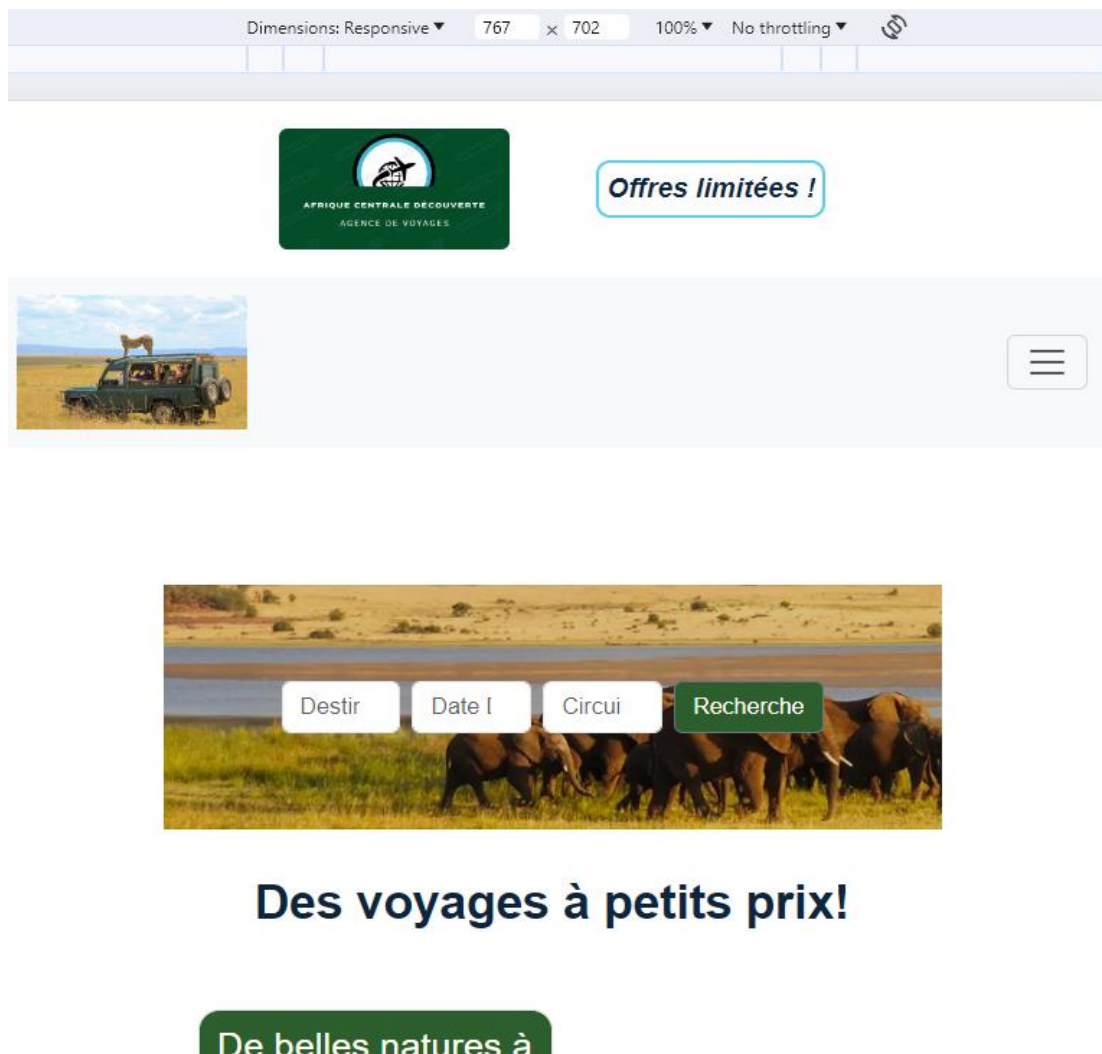 Dimensions: Responsive 767 × 702 100% No throttling
AFRIQUE CENTRALE DÉCOUVERTE
AGENCE DE VOYAGES
Offres limitées !
Destir Date D Circui Recherche
Des voyages à petits prix!
De belles natures à